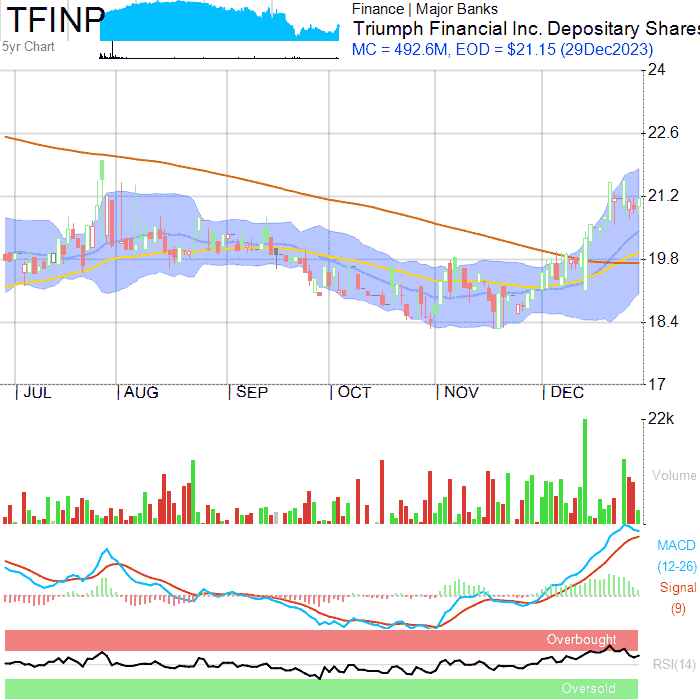 TFINP
5yr Chart
Finance | Major Banks
Triumph Financial Inc. Depositary Shares
MC = 492.6M, EOD = $21.15 (29Dec2023)
24
22.6
21.2
19.8
18.4
17
JUL AUG SEP OCT NOV DEC
22k
Volume
MACD
(12-26)
Signal
(9)
Overbought
RSI(14)
Oversold